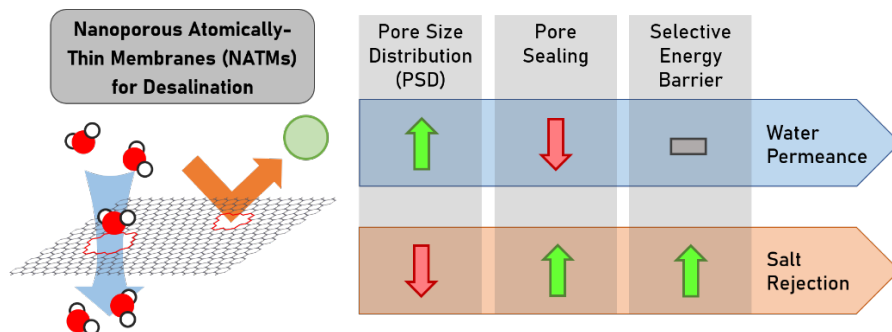 Nanoporous Atomically-
Thin Membranes (NATMs)
for Desalination
Pore Size
Distribution
(PSD)
Pore
Sealing
Selective
Energy
Barrier
Water
Permeance
Salt
Rejection